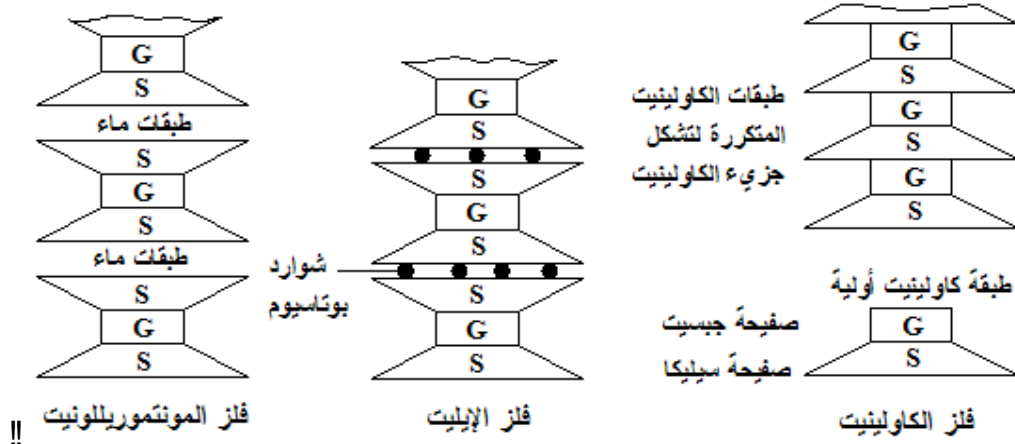 G
S
طبقات ماء
S
G
S
طبقات ماء
S
G
S
فلز المونتموريللونيت
!!
G
S
S
G
S
شوارد
بوتاسيوم
S
G
S
فلز الإيليت
G
S
G
S
G
S
طبقات الكاولينيت
المتكررة لتشكل
جزيء الكاولينيت
طبقة كاولينيت أولية
G
صفيحة جبسيت
S
صفيحة سيليكا
فلز الكاولينيت